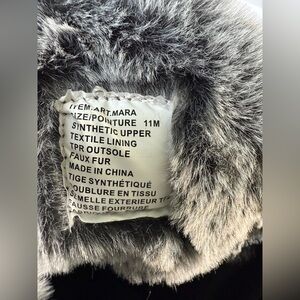 ITEM:ART.MARA
SIZE/POINTURE 11M
SYNTHETIC UPPER
TEXTILE LINING
TPR OUTSOLE
FAUX FUR
MADE IN CHINA
TIGE SYNTHÉTIQUE
DOUBLURE EN TISSU
SEMELLE EXTERIEUR
FAUSSE FOURRURE